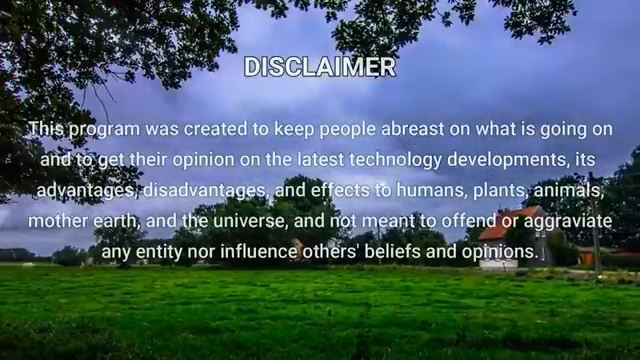 DISCLAIMER
This program was created to keep people abreast on what is going on
and to get their opinion on the latest technology developments, its
advantages, disadvantages, and effects to humans, plants, animals,
mother earth, and the universe, and not meant to offend or aggraviate
any entity nor influence others' beliefs and opinions.